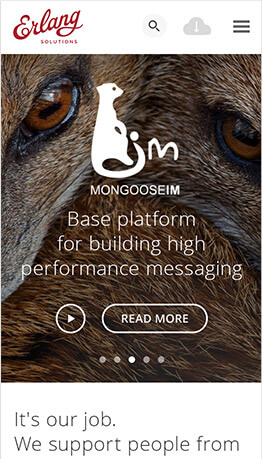 Erlang
SOLUTIONS
im
MONGOOSEIM
Base platform
for building high
performance messaging
READ MORE
It's our job.
We support people from